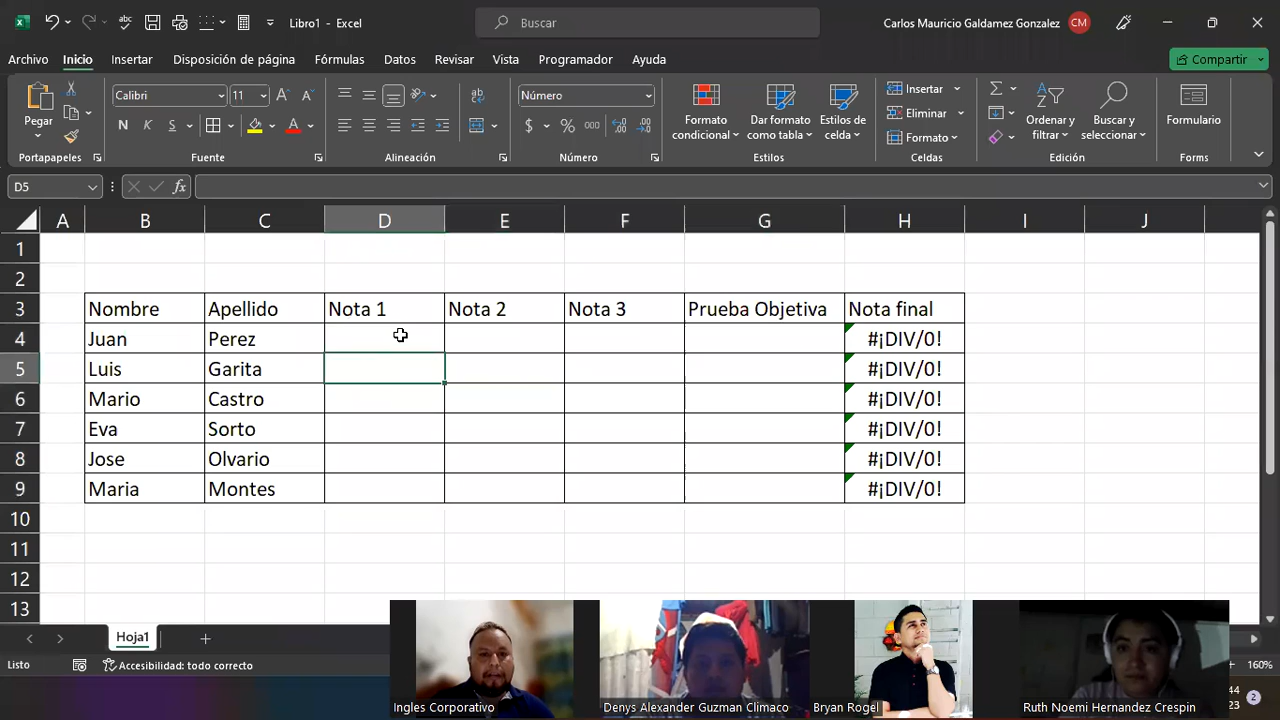 Libro1 - Excel
Buscar
Carlos Mauricio Galdamez Gonzalez
CM
Archivo
Inicio
Insertar
Disposición de página
Fórmulas
Datos
Revisar
Vista
Programador
Ayuda
Compartir
Pegar
Calibri
11
N K S
A
Número
$ % 000
Formato condicional
Dar formato como tabla
Estilos de celda
Insertar
Eliminar
Formato
Ordenar y filtrar
Buscar y seleccionar
Formulario
Portapapeles
Fuente
Alineación
Número
Estilos
Celdas
Edición
Forms
D5
fx
A B C D E F G H I J
1
2
3 Nombre Apellido Nota 1 Nota 2 Nota 3 Prueba Objetiva Nota final
4 Juan Perez #¡DIV/0!
5 Luis Garita #¡DIV/0!
6 Mario Castro #¡DIV/0!
7 Eva Sorto #¡DIV/0!
8 Jose Olvario #¡DIV/0!
9 Maria Montes #¡DIV/0!
10
11
12
13
Hoja1
Listo
Accesibilidad: todo correcto
160%
Ingles Corporativo
Denys Alexander Guzman Climaco
Bryan Rogel
Ruth Noemi Hernandez Crespin
44
23
2